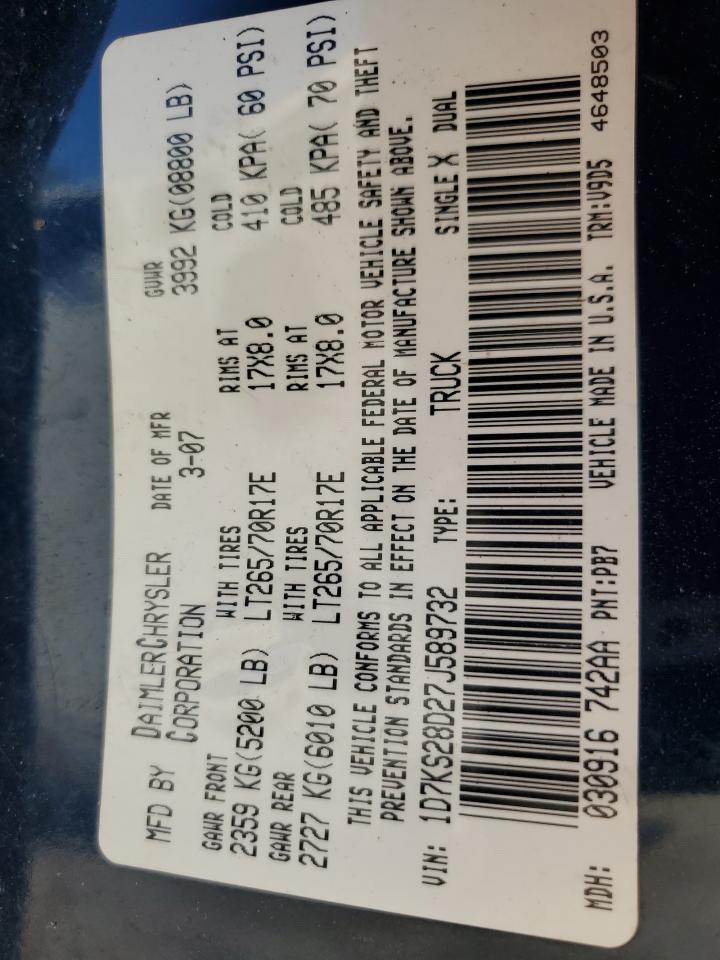 MFD BY DAIMLERCHRYSLER CORPORATION
DATE OF MFR 3-07
GVWR 3992 KG(08800 LB)
GAWR FRONT WITH TIRES RIMS AT COLD
2359 KG(5200 LB) LT265/70R17E 17X8.0 410 KPA( 60 PSI)
GAWR REAR WITH TIRES RIMS AT COLD
2727 KG(6010 LB) LT265/70R17E 17X8.0 485 KPA( 70 PSI)
THIS VEHICLE CONFORMS TO ALL APPLICABLE FEDERAL MOTOR VEHICLE SAFETY AND THEFT
PREVENTION STANDARDS IN EFFECT ON THE DATE OF MANUFACTURE SHOWN ABOVE.
VIN: 1D7KS28D27J589732 TYPE: TRUCK SINGLE X DUAL
MDH: 030916 742AA PNT:PB7 VEHICLE MADE IN U.S.A. TRM:V9D5 4648503